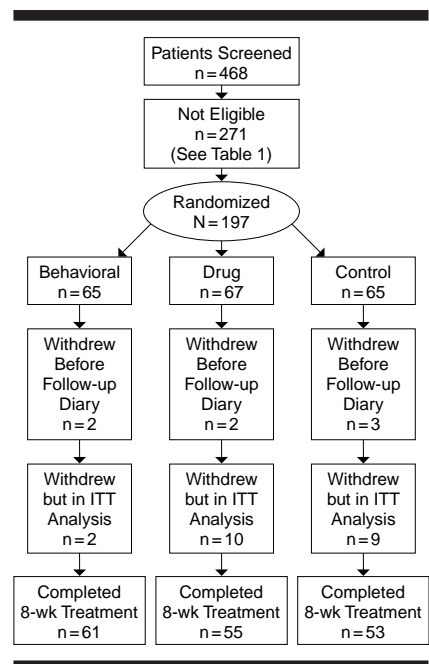 Patients Screened
n=468
Not Eligible
n=271
(See Table 1)
Randomized
N=197
Behavioral
n=65
Drug
n=67
Control
n=65
Withdrew
Before
Follow-up
Diary
n=2
Withdrew
Before
Follow-up
Diary
n=2
Withdrew
Before
Follow-up
Diary
n=3
Withdrew
but in ITT
Analysis
n=2
Withdrew
but in ITT
Analysis
n=10
Withdrew
but in ITT
Analysis
n=9
Completed
8-wk Treatment
n=61
Completed
8-wk Treatment
n=55
Completed
8-wk Treatment
n=53